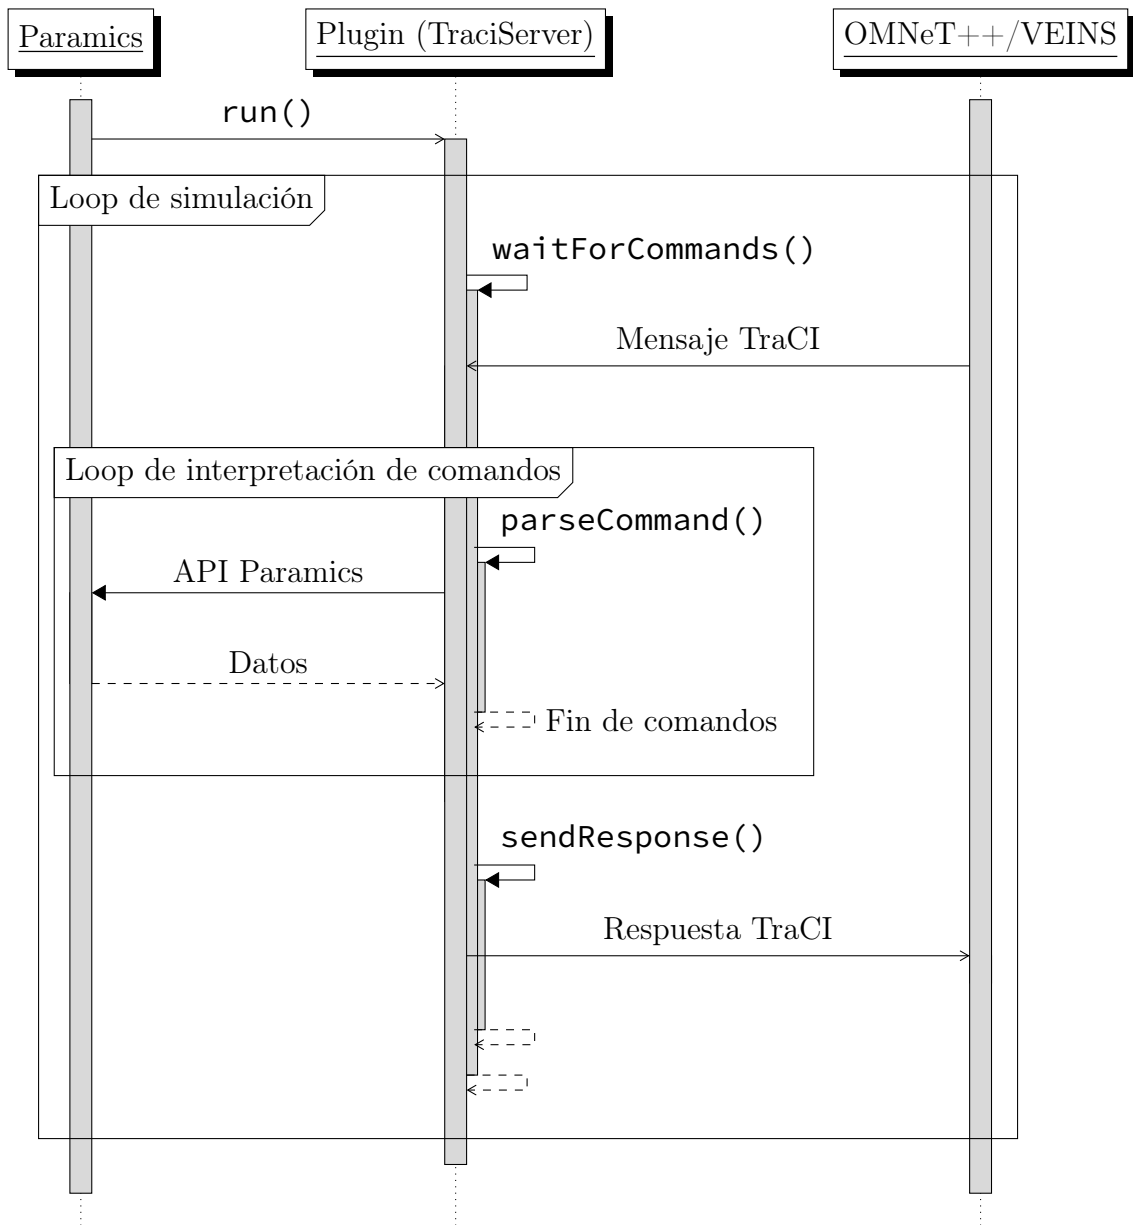 Paramics
Plugin (TraciServer)
OMNeT++/VEINS
run()
Loop de simulación
waitForCommands()
Mensaje TraCI
Loop de interpretación de comandos
parseCommand()
API Paramics
Datos
Fin de comandos
sendResponse()
Respuesta TraCI